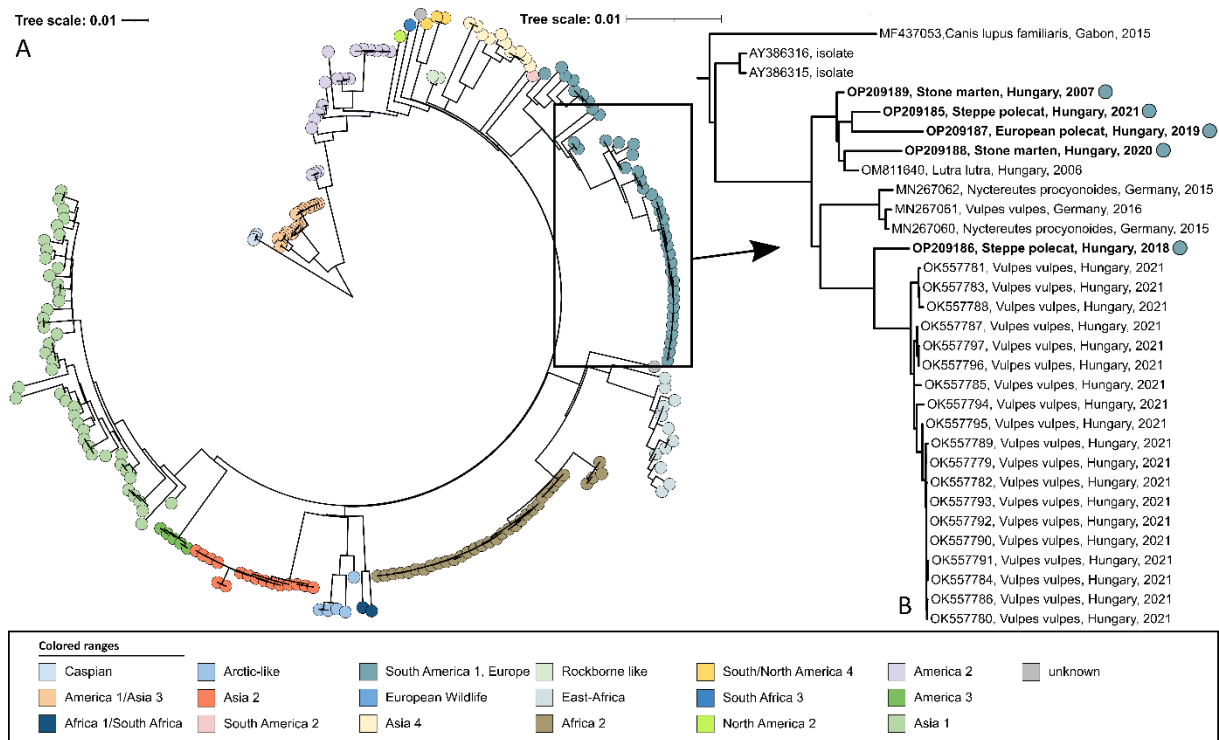 Tree scale: 0.01
Tree scale: 0.01
A
MF437053,Canis lupus familiaris, Gabon, 2015
AY386316, isolate
AY386315, isolate
OP209189, Stone marten, Hungary, 2007
OP209185, Steppe polecat, Hungary, 2021
OP209187, European polecat, Hungary, 2019
OP209188, Stone marten, Hungary, 2020
OM811640, Lutra lutra, Hungary, 2006
MN267062, Nyctereutes procyonoides, Germany, 2015
MN267061, Vulpes vulpes, Germany, 2016
MN267060, Nyctereutes procyonoides, Germany, 2015
OP209186, Steppe polecat, Hungary, 2018
OK557781, Vulpes vulpes, Hungary, 2021
OK557783, Vulpes vulpes, Hungary, 2021
OK557788, Vulpes vulpes, Hungary, 2021
OK557787, Vulpes vulpes, Hungary, 2021
OK557797, Vulpes vulpes, Hungary, 2021
OK557796, Vulpes vulpes, Hungary, 2021
OK557785, Vulpes vulpes, Hungary, 2021
OK557794, Vulpes vulpes, Hungary, 2021
OK557795, Vulpes vulpes, Hungary, 2021
OK557789, Vulpes vulpes, Hungary, 2021
OK557779, Vulpes vulpes, Hungary, 2021
OK557782, Vulpes vulpes, Hungary, 2021
OK557793, Vulpes vulpes, Hungary, 2021
OK557792, Vulpes vulpes, Hungary, 2021
OK557790, Vulpes vulpes, Hungary, 2021
OK557791, Vulpes vulpes, Hungary, 2021
OK557784, Vulpes vulpes, Hungary, 2021
OK557786, Vulpes vulpes, Hungary, 2021
OK557780, Vulpes vulpes, Hungary, 2021
B
Colored ranges
Caspian
Arctic-like
South America 1, Europe
Rockborne like
South/North America 4
America 2
unknown
America 1/Asia 3
Asia 2
European Wildlife
East-Africa
South Africa 3
America 3
Africa 1/South Africa
South America 2
Asia 4
Africa 2
North America 2
Asia 1